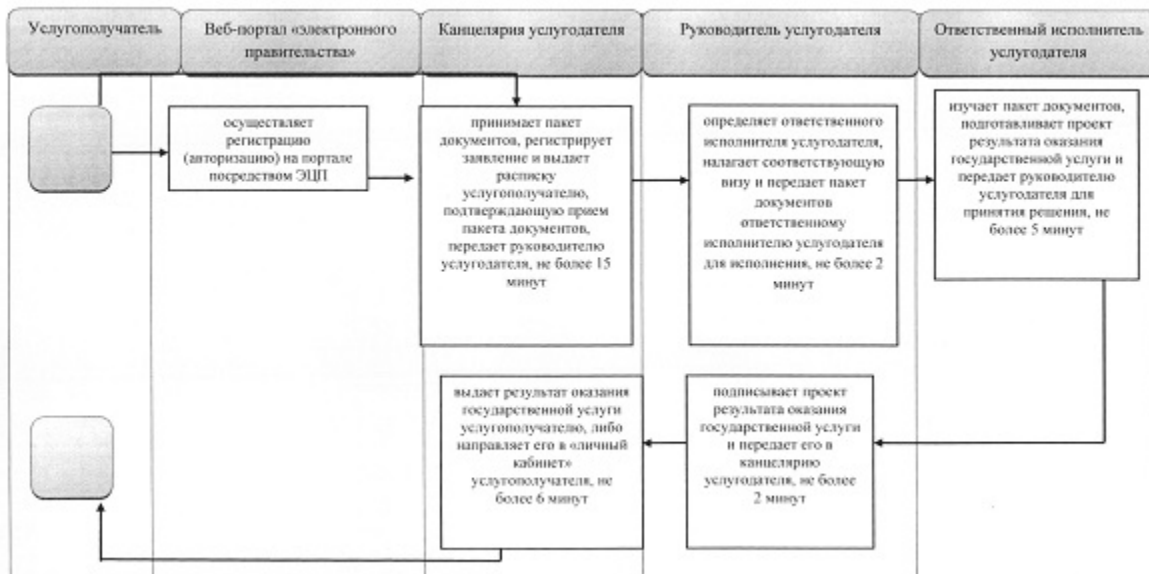 Услугополучатель
Веб-портал «электронного
правительства»
Канцелярия услугодателя
Руководитель услугодателя
Ответственный исполнитель
услугодателя
осуществляет
регистрацию
(авторизацию) на портале
посредством ЭЦП
принимает пакет
документов, регистрирует
заявление и выдает
расписку
услугополучателю,
подтверждающую прием
пакета документов,
передает руководителю
услугодателя, не более 15
минут
определяет ответственного
исполнителя услугодателя,
налагает соответствующую
визу и передает пакет
документов
ответственному
исполнителю услугодателя
для исполнения, не более 2
минут
изучает пакет документов,
подготавливает проект
результата оказания
государственной услуги и
передает руководителю
услугодателя для
принятия решения, не
более 5 минут
выдает результат оказания
государственной услуги
услугополучателю, либо
направляет его в «личный
кабинет»
услугополучателя, не
более 6 минут
подписывает проект
результата оказания
государственной услуги
и передает его в
канцелярию
услугодателя, не более
2 минут